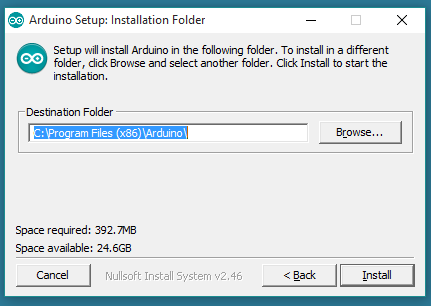 Arduino Setup: Installation Folder
Setup will install Arduino in the following folder. To install in a different
folder, click Browse and select another folder. Click Install to start the
installation.
Destination Folder
C:\Program Files (x86)\Arduino\
Browse...
Space required: 392.7MB
Space available: 24.6GB
Cancel
Nullsoft Install System v2.46
< Back
Install